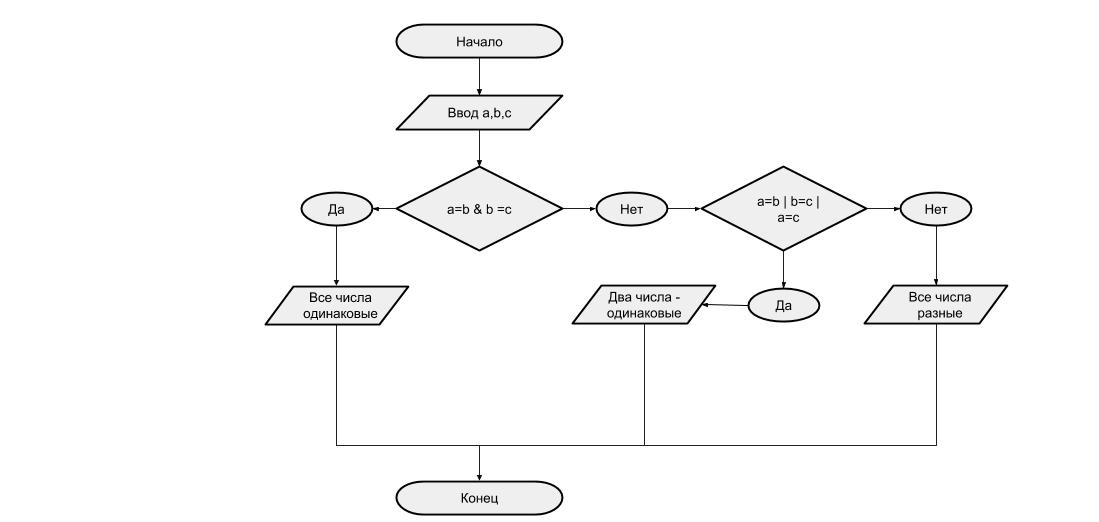 Начало
Ввод a,b,c
Да
a=b & b =c
Нет
a=b | b=c |
a=c
Нет
Все числа
одинаковые
Два числа -
одинаковые
Да
Все числа
разные
Конец